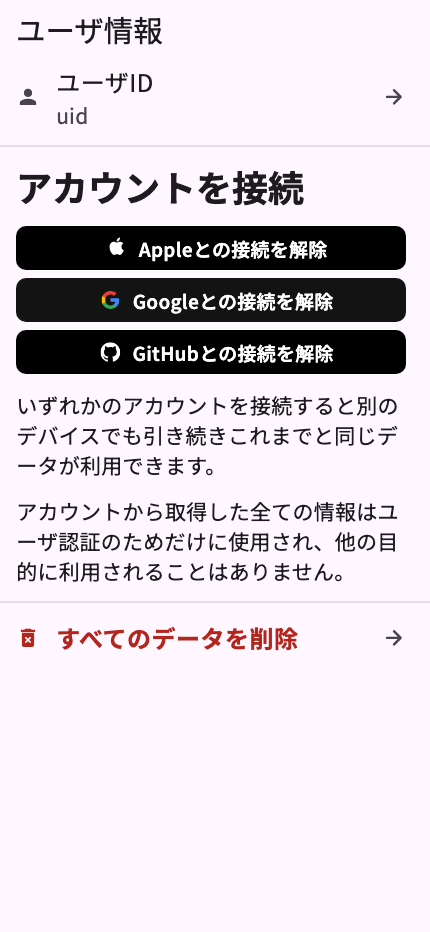 ユーザ情報
ユーザID
uid
アカウントを接続
Appleとの接続を解除
Googleとの接続を解除
GitHubとの接続を解除
いずれかのアカウントを接続すると別の
デバイスでも引き続きこれまでと同じデ
ータが利用できます。
アカウントから取得した全ての情報はユ
ーザ認証のためだけに使用され、他の目
的に利用されることはありません。
すべてのデータを削除